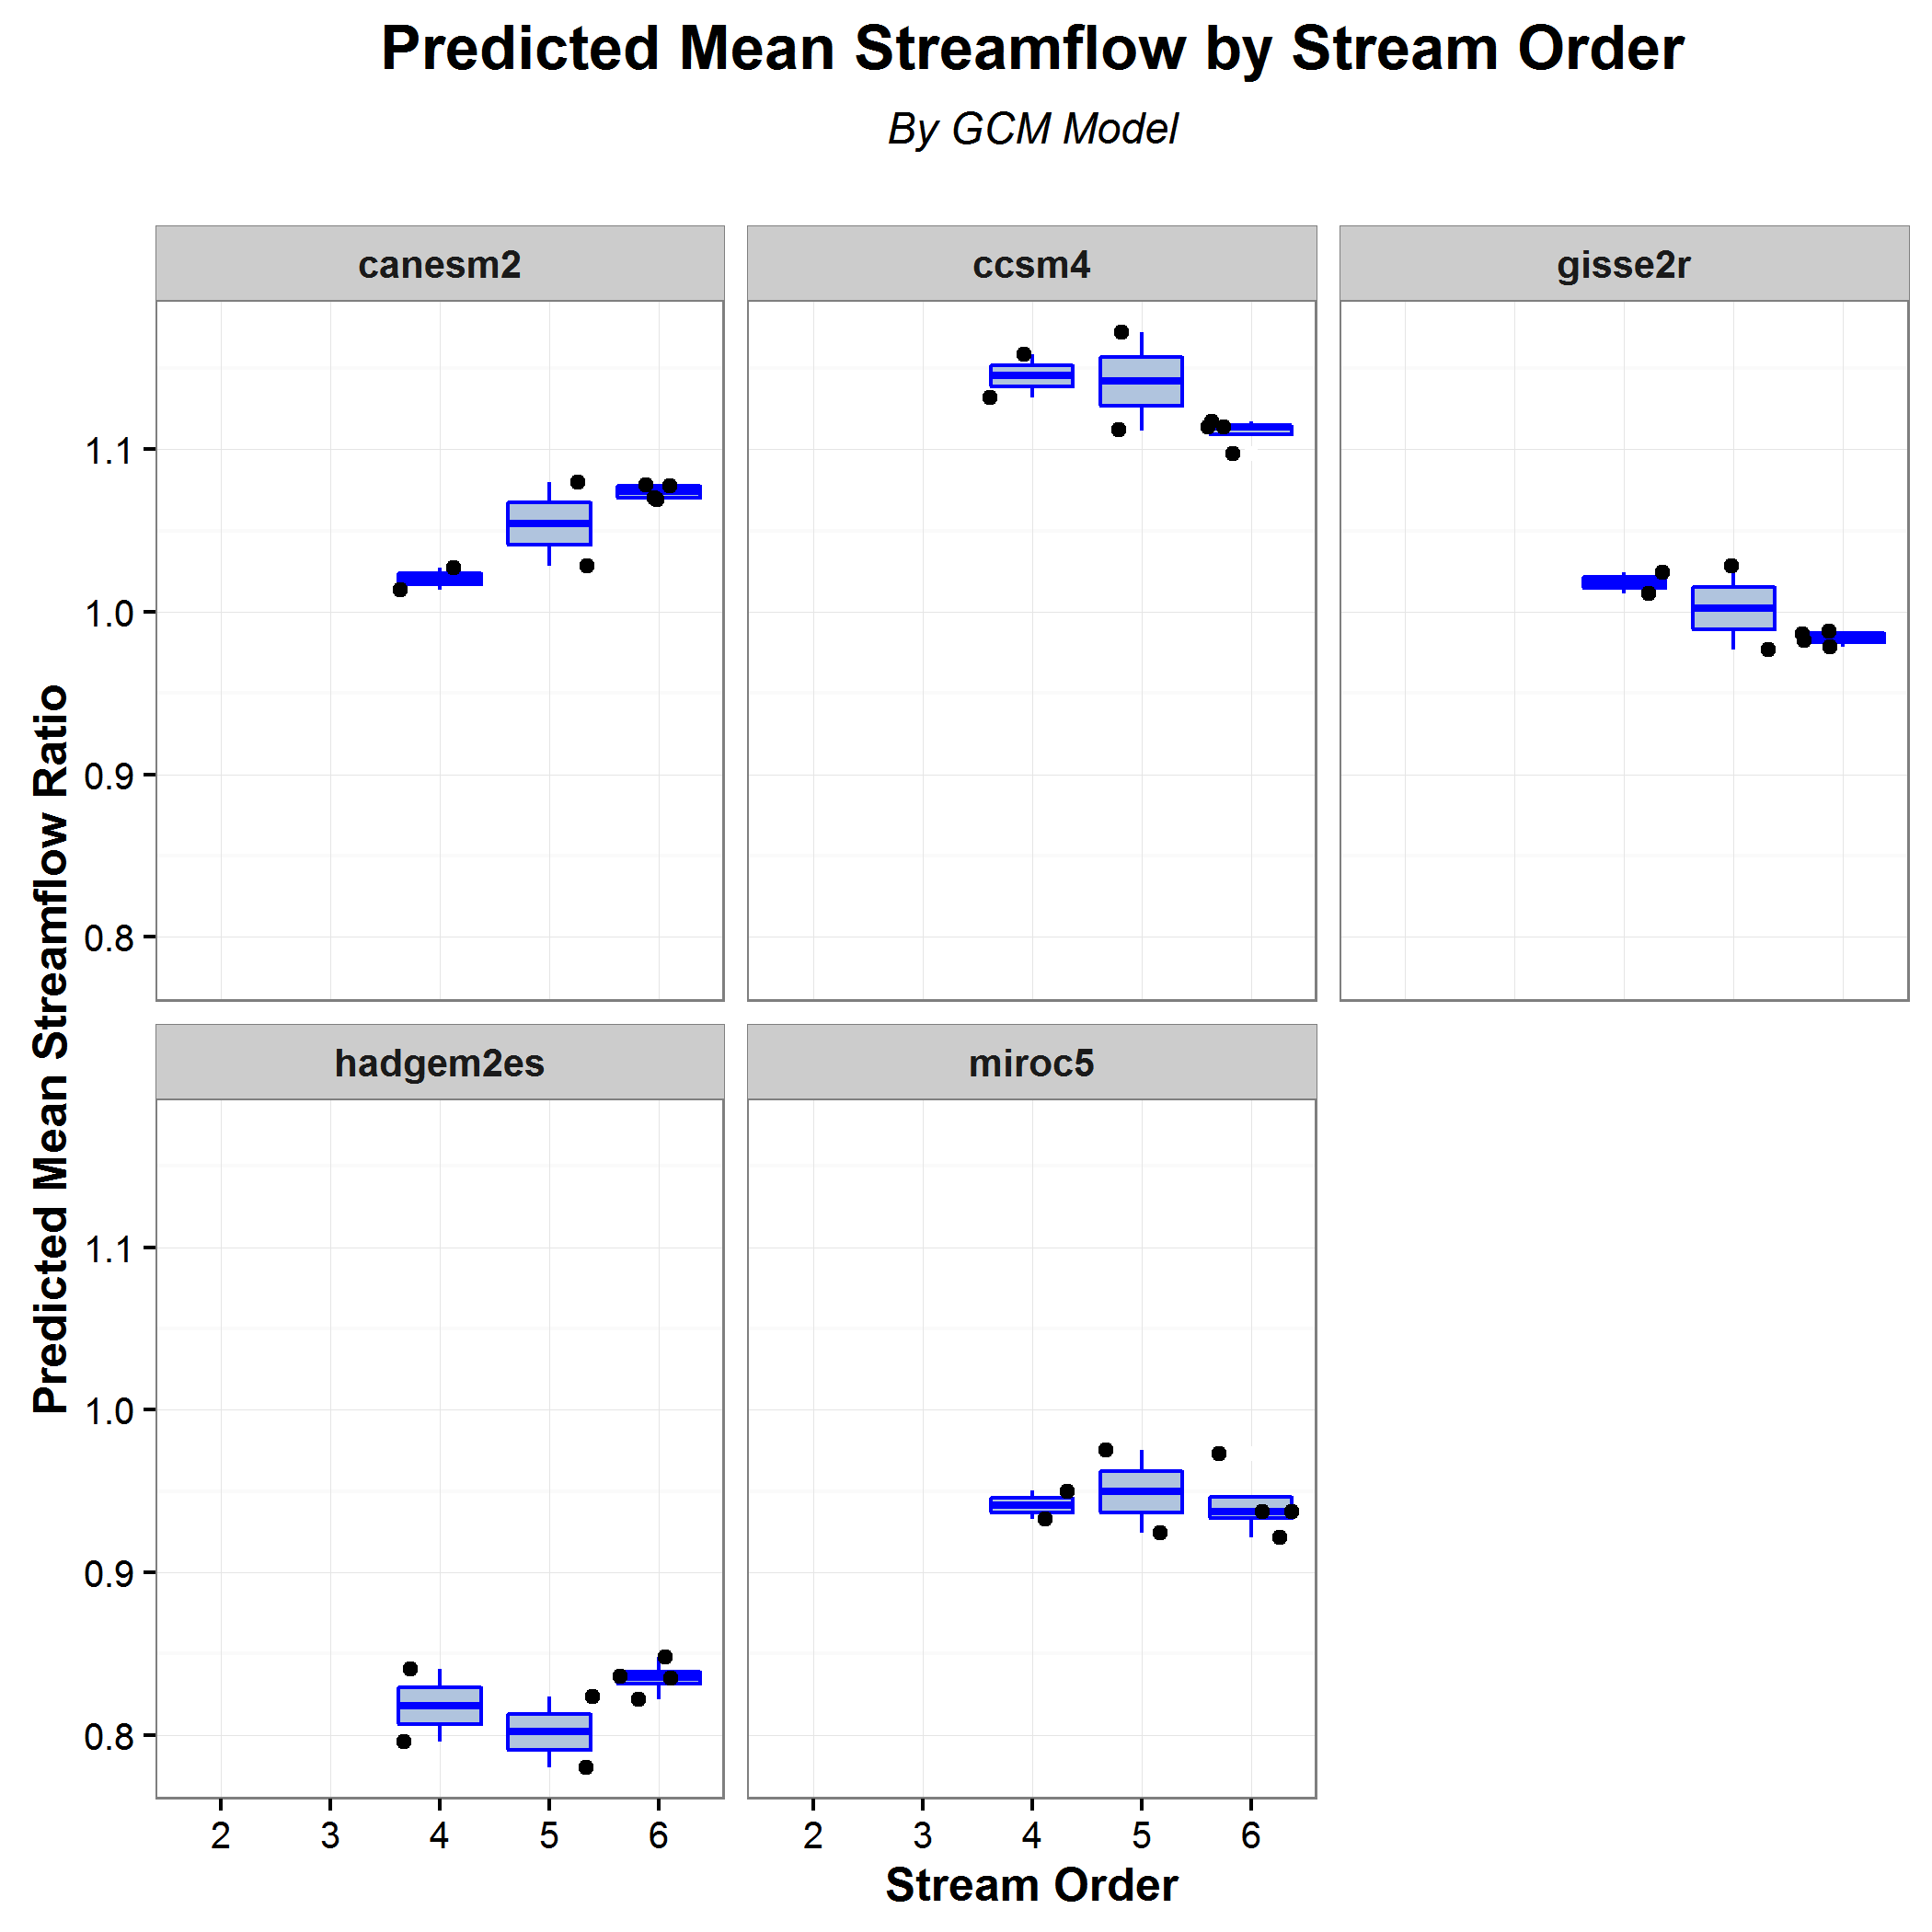 Predicted Mean Streamflow by Stream Order
By GCM Model
canesm2
ccsm4
gisse2r
1.1
1.0
0.9
0.8
Predicted Mean Streamflow Ratio
hadgem2es
miroc5
1.1
1.0
0.9
0.8
2 3 4 5 6
2 3 4 5 6
Stream Order